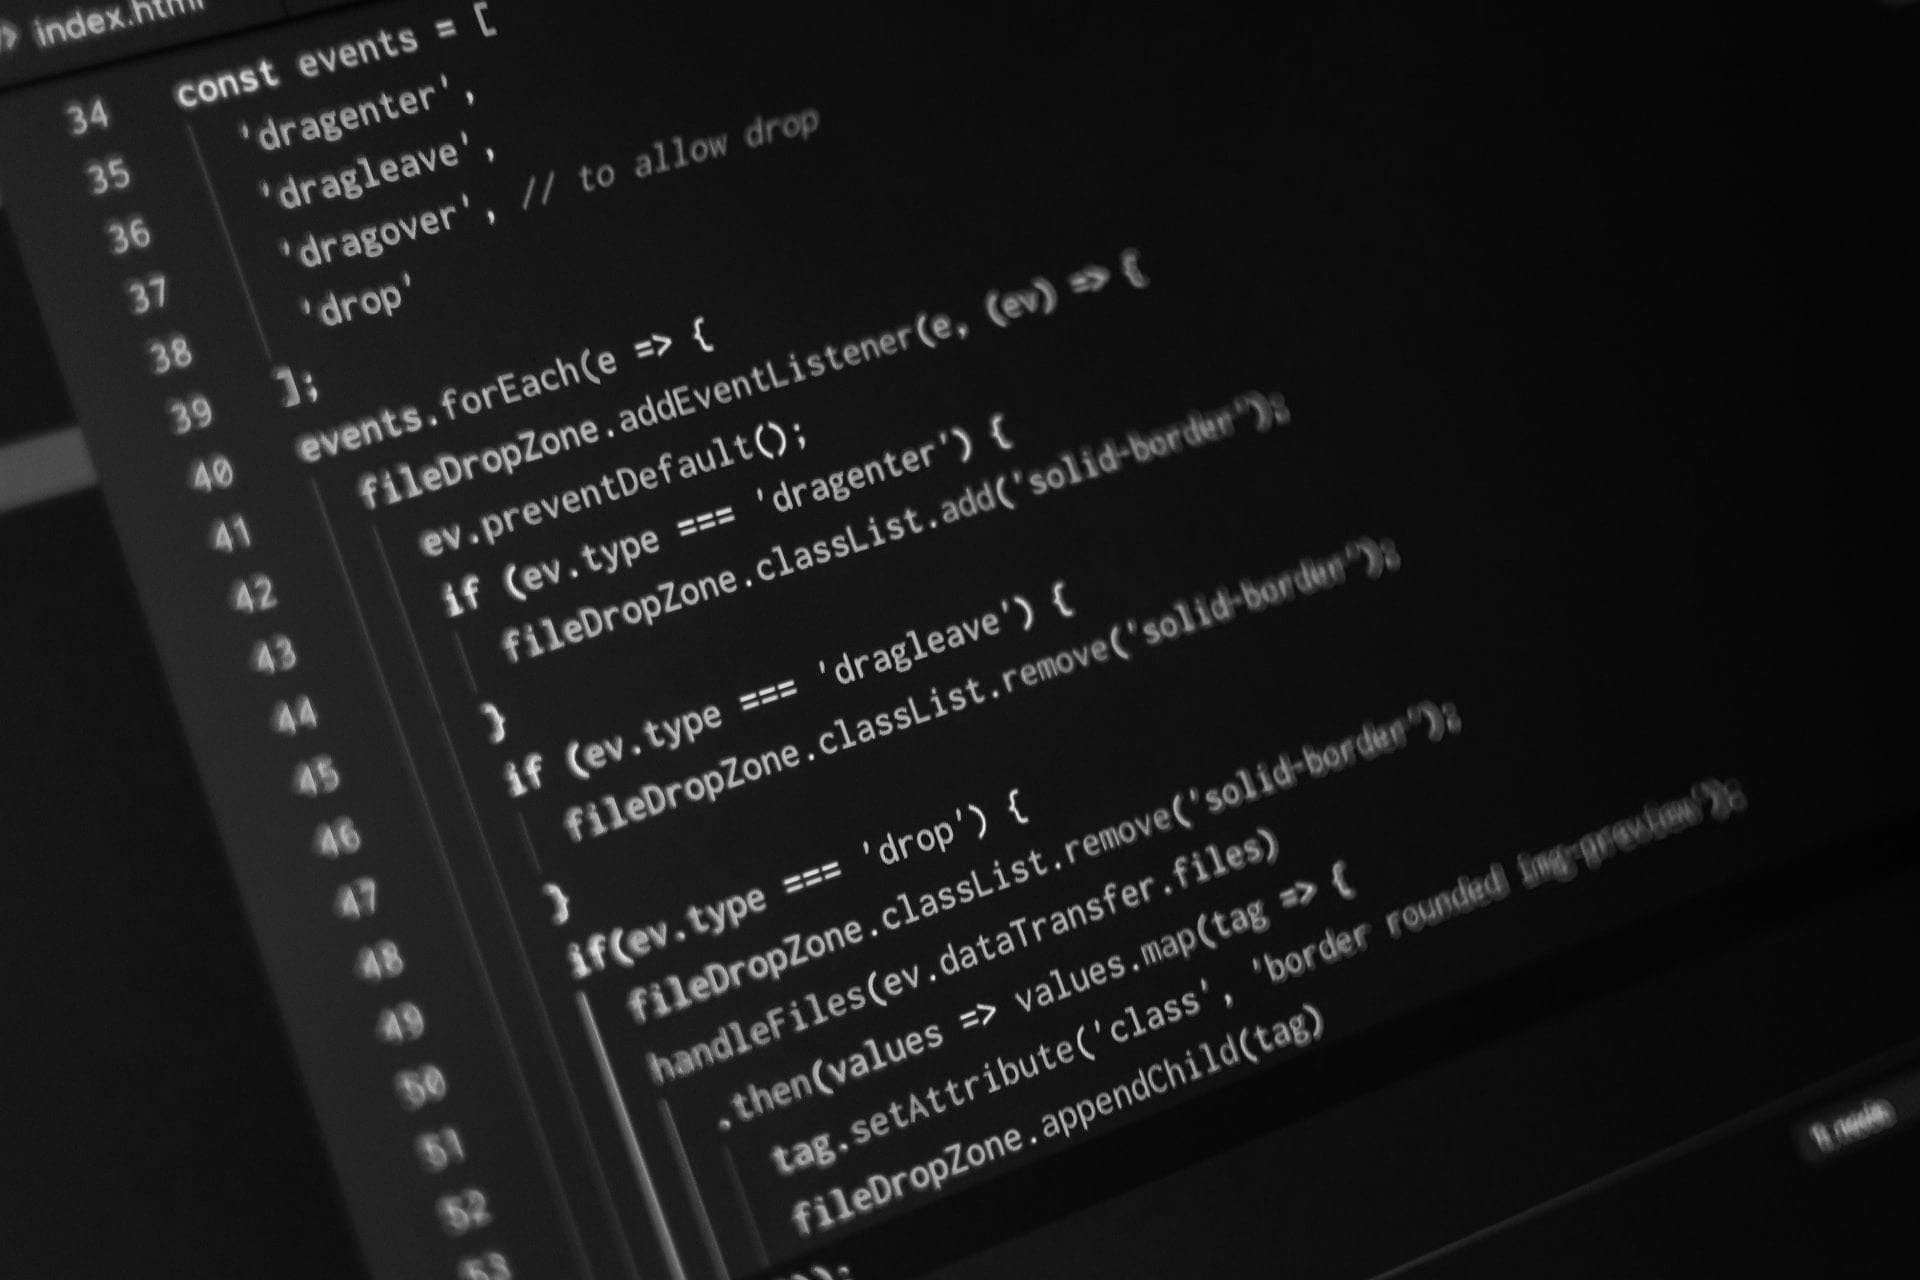 index.html
34 const events = [
35 'dragenter',
36 'dragleave',
37 'dragover', // to allow drop
38 'drop'
39 ];
40 events.forEach(e => {
41 fileDropZone.addEventListener(e, (ev) => {
42 ev.preventDefault();
43 if (ev.type === 'dragenter') {
44 fileDropZone.classList.add('solid-border');
45 }
46 if (ev.type === 'dragleave') {
47 fileDropZone.classList.remove('solid-border');
48 }
49 if(ev.type === 'drop') {
50 fileDropZone.classList.remove('solid-border');
51 handleFiles(ev.dataTransfer.files)
52 .then(values => values.map(tag => {
53 tag.setAttribute('class', 'border rounded img-preview');
fileDropZone.appendChild(tag)